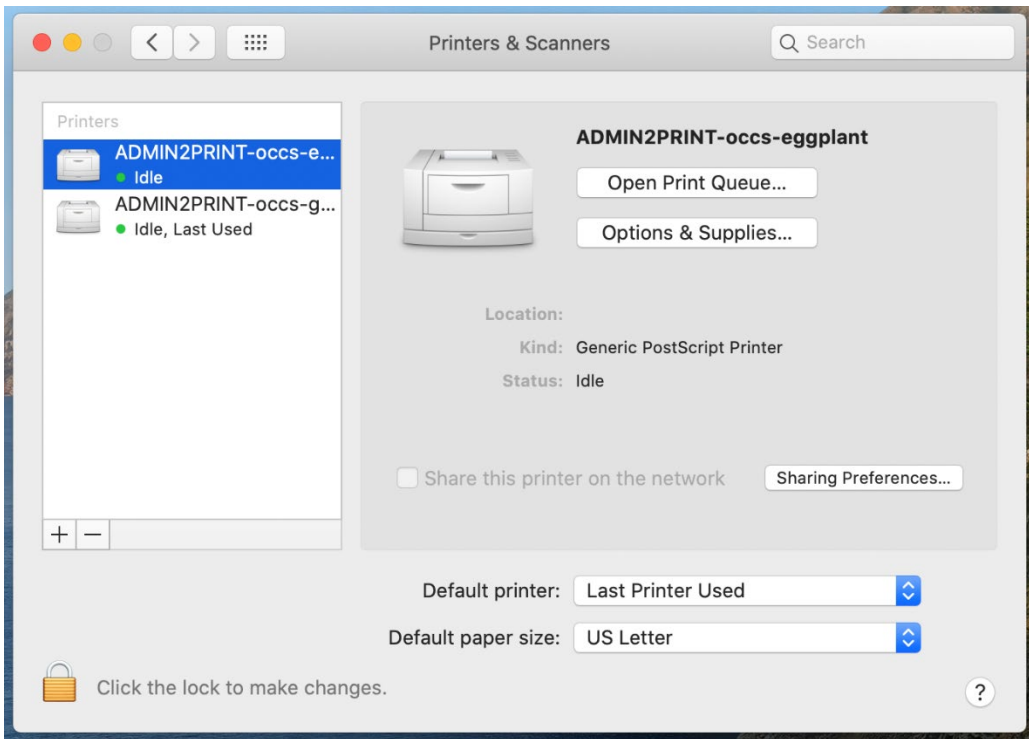 Printers & Scanners
Search
Printers
ADMIN2PRINT-occs-e...
Idle
ADMIN2PRINT-occs-g...
Idle, Last Used
+ −
ADMIN2PRINT-occs-eggplant
Open Print Queue...
Options & Supplies...
Location:
Kind: Generic PostScript Printer
Status: Idle
Share this printer on the network
Sharing Preferences...
Default printer: Last Printer Used
Default paper size: US Letter
Click the lock to make changes.
?